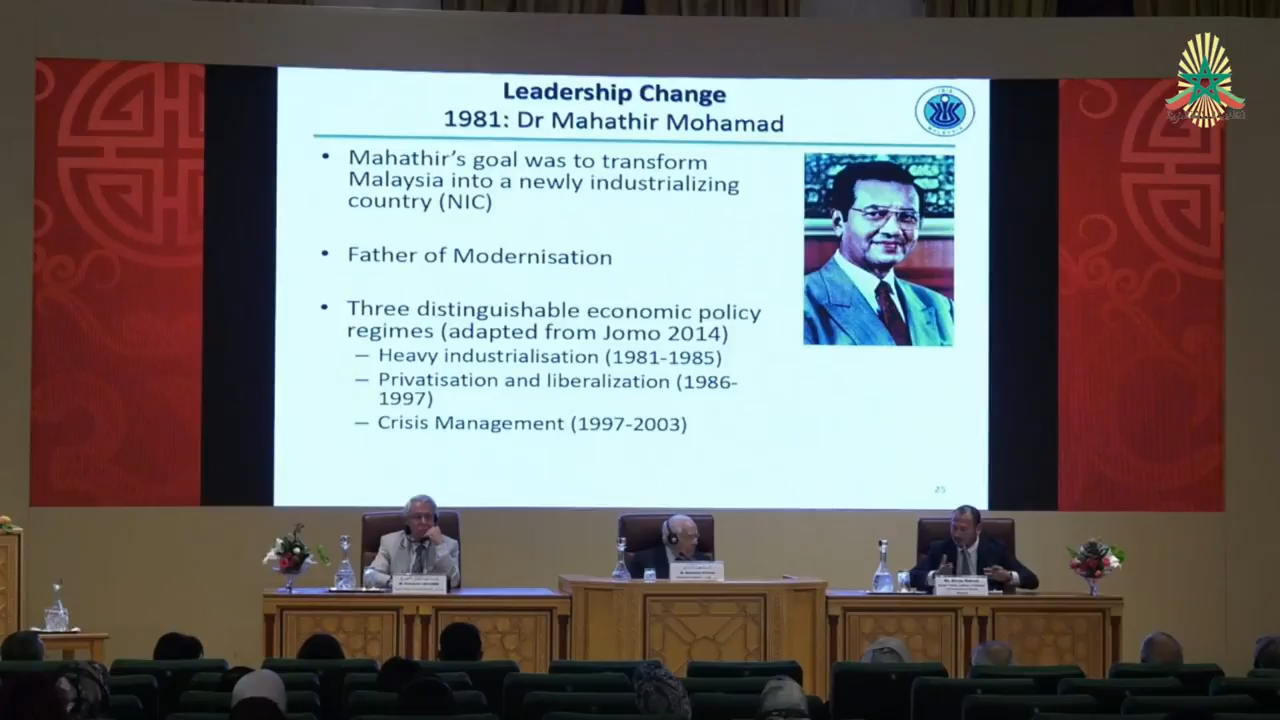 Leadership Change
1981: Dr Mahathir Mohamad
• Mahathir’s goal was to transform
Malaysia into a newly industrializing
country (NIC)
• Father of Modernisation
• Three distinguishable economic policy
regimes (adapted from Jomo 2014)
– Heavy industrialisation (1981-1985)
– Privatisation and liberalization (1986-
1997)
– Crisis Management (1997-2003)
25